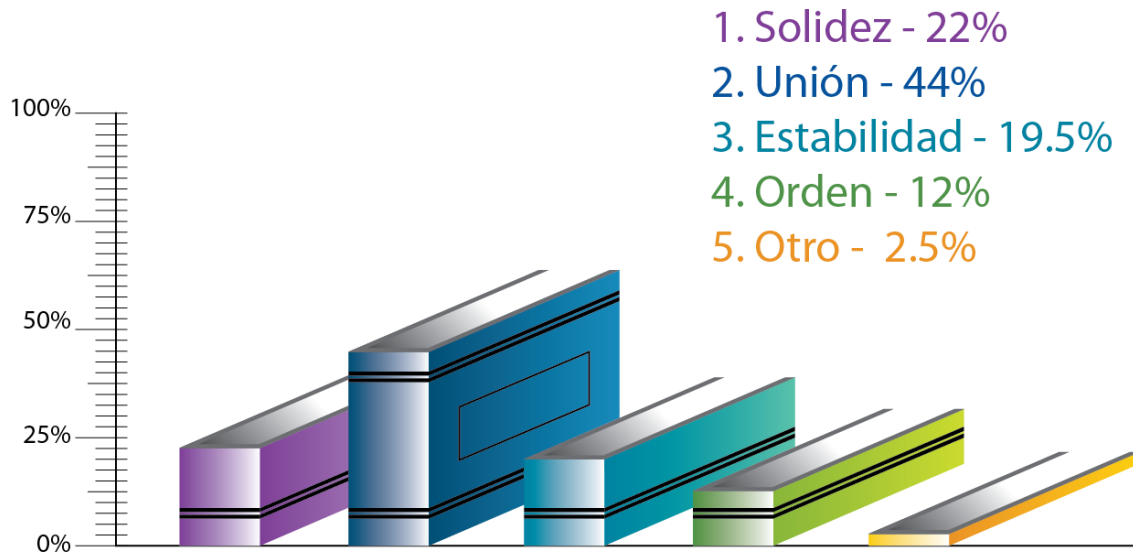 1. Solidez - 22%
2. Unión - 44%
3. Estabilidad - 19.5%
4. Orden - 12%
5. Otro - 2.5%
100%
75%
50%
25%
0%